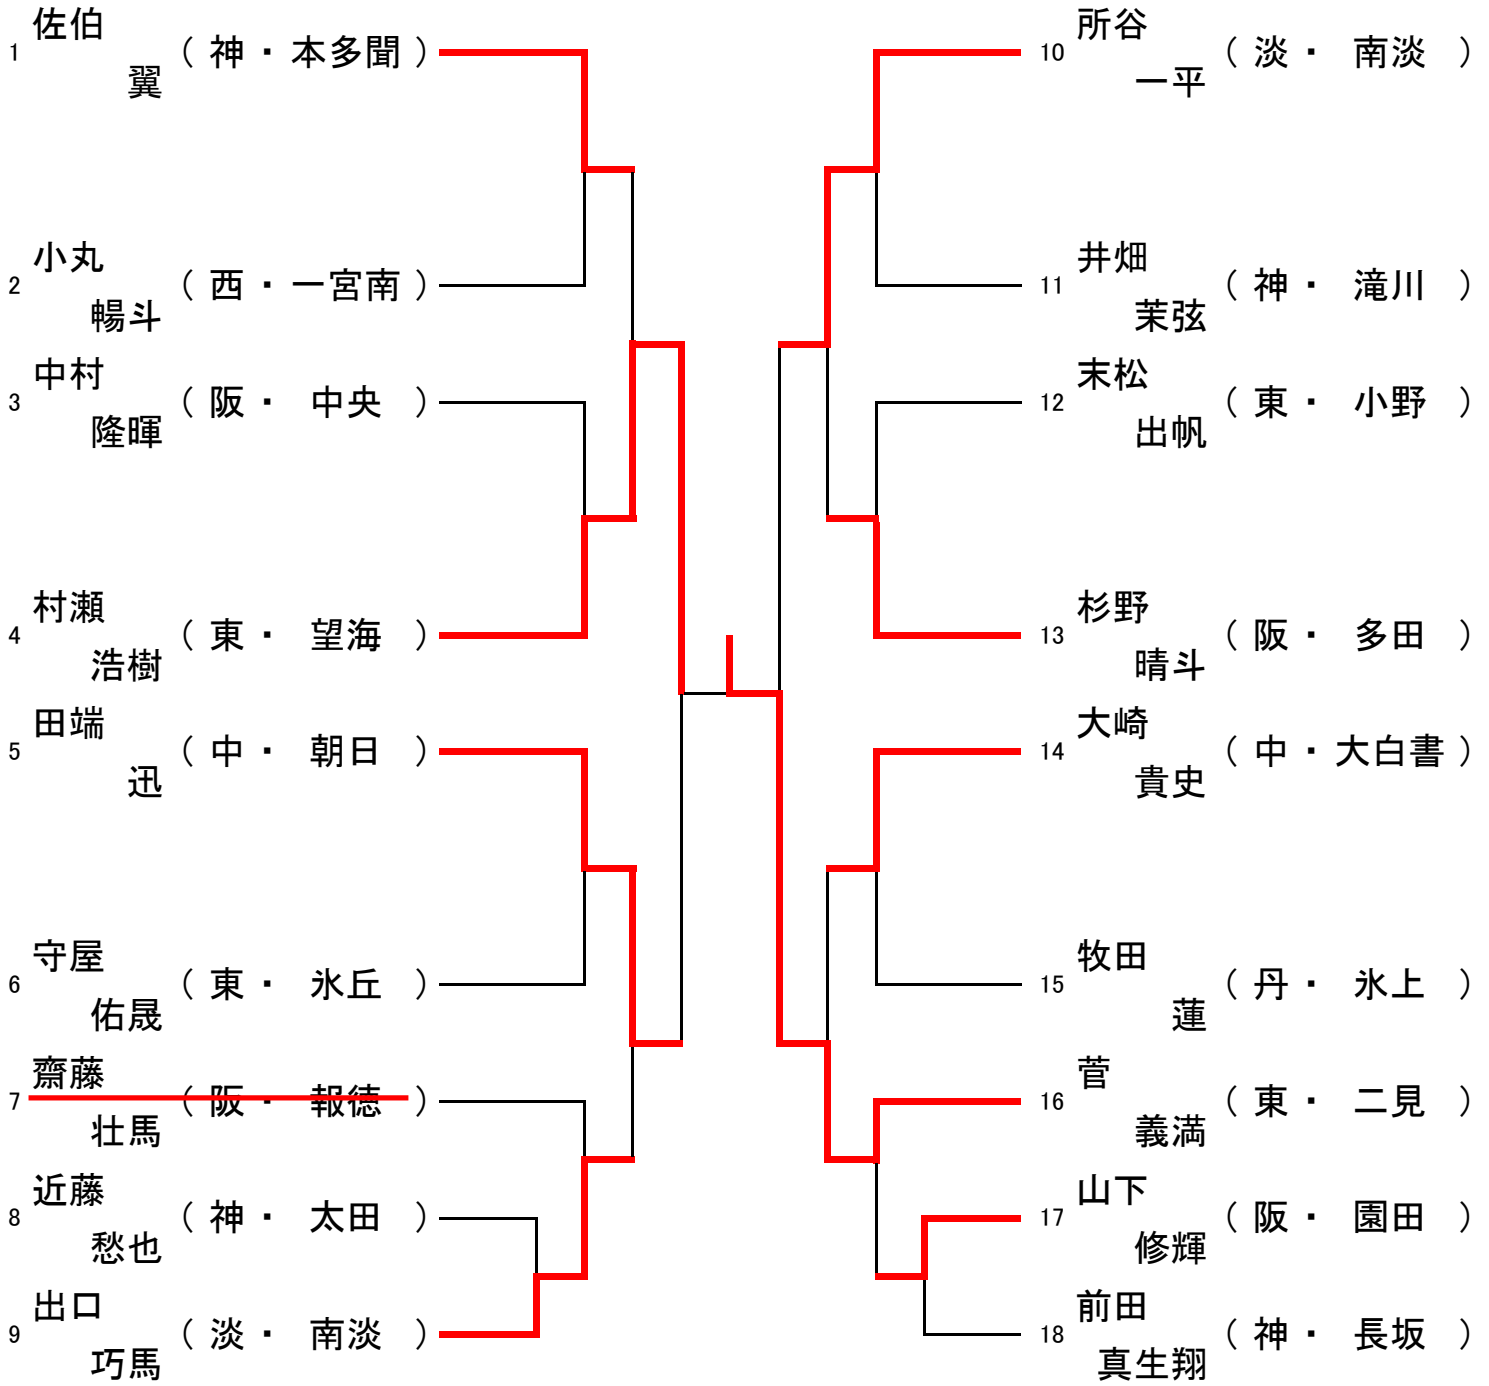 1 佐伯 翼 ( 神 ・ 本多聞 )
2 小丸 暢斗 ( 西 ・ 一宮南 )
3 中村 隆暉 ( 阪 ・ 中央 )
4 村瀬 浩樹 ( 東 ・ 望海 )
5 田端 迅 ( 中 ・ 朝日 )
6 守屋 佑晟 ( 東 ・ 氷丘 )
7 齋藤 壮馬 ( 阪 ・ 報徳 )
8 近藤 愁也 ( 神 ・ 太田 )
9 出口 巧馬 ( 淡 ・ 南淡 )
10 所谷 一平 ( 淡 ・ 南淡 )
11 井畑 茉弦 ( 神 ・ 滝川 )
12 末松 出帆 ( 東 ・ 小野 )
13 杉野 晴斗 ( 阪 ・ 多田 )
14 大崎 貴史 ( 中 ・ 大白書 )
15 牧田 蓮 ( 丹 ・ 氷上 )
16 菅 義満 ( 東 ・ 二見 )
17 山下 修輝 ( 阪 ・ 園田 )
18 前田 真生翔 ( 神 ・ 長坂 )